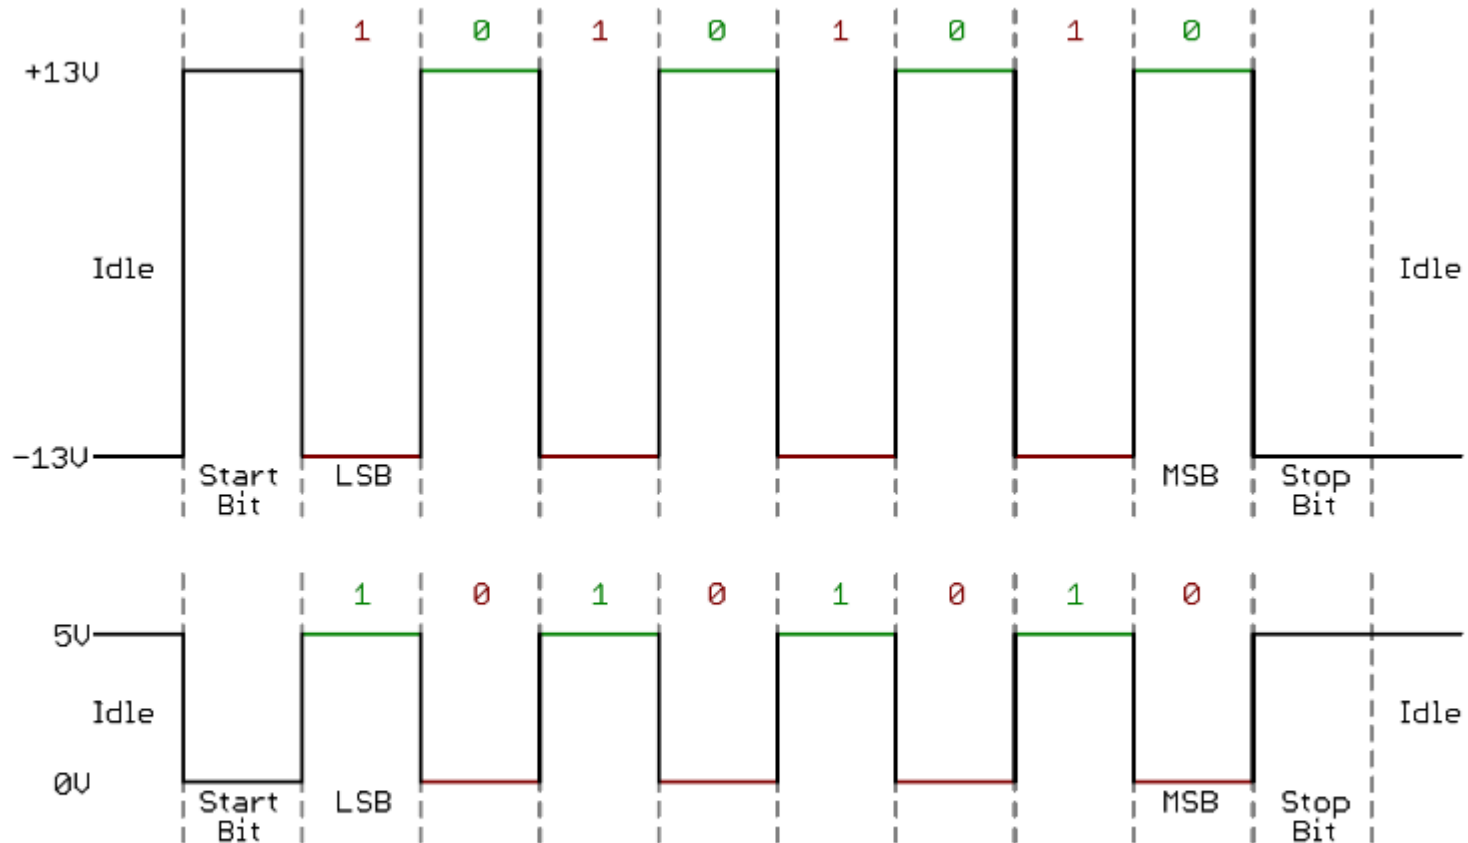 1 0 1 0 1 0 1 0
+13V
Idle Idle
-13V
Start LSB MSB Stop
Bit Bit
1 0 1 0 1 0 1 0
5V
Idle Idle
0V
Start LSB MSB Stop
Bit Bit